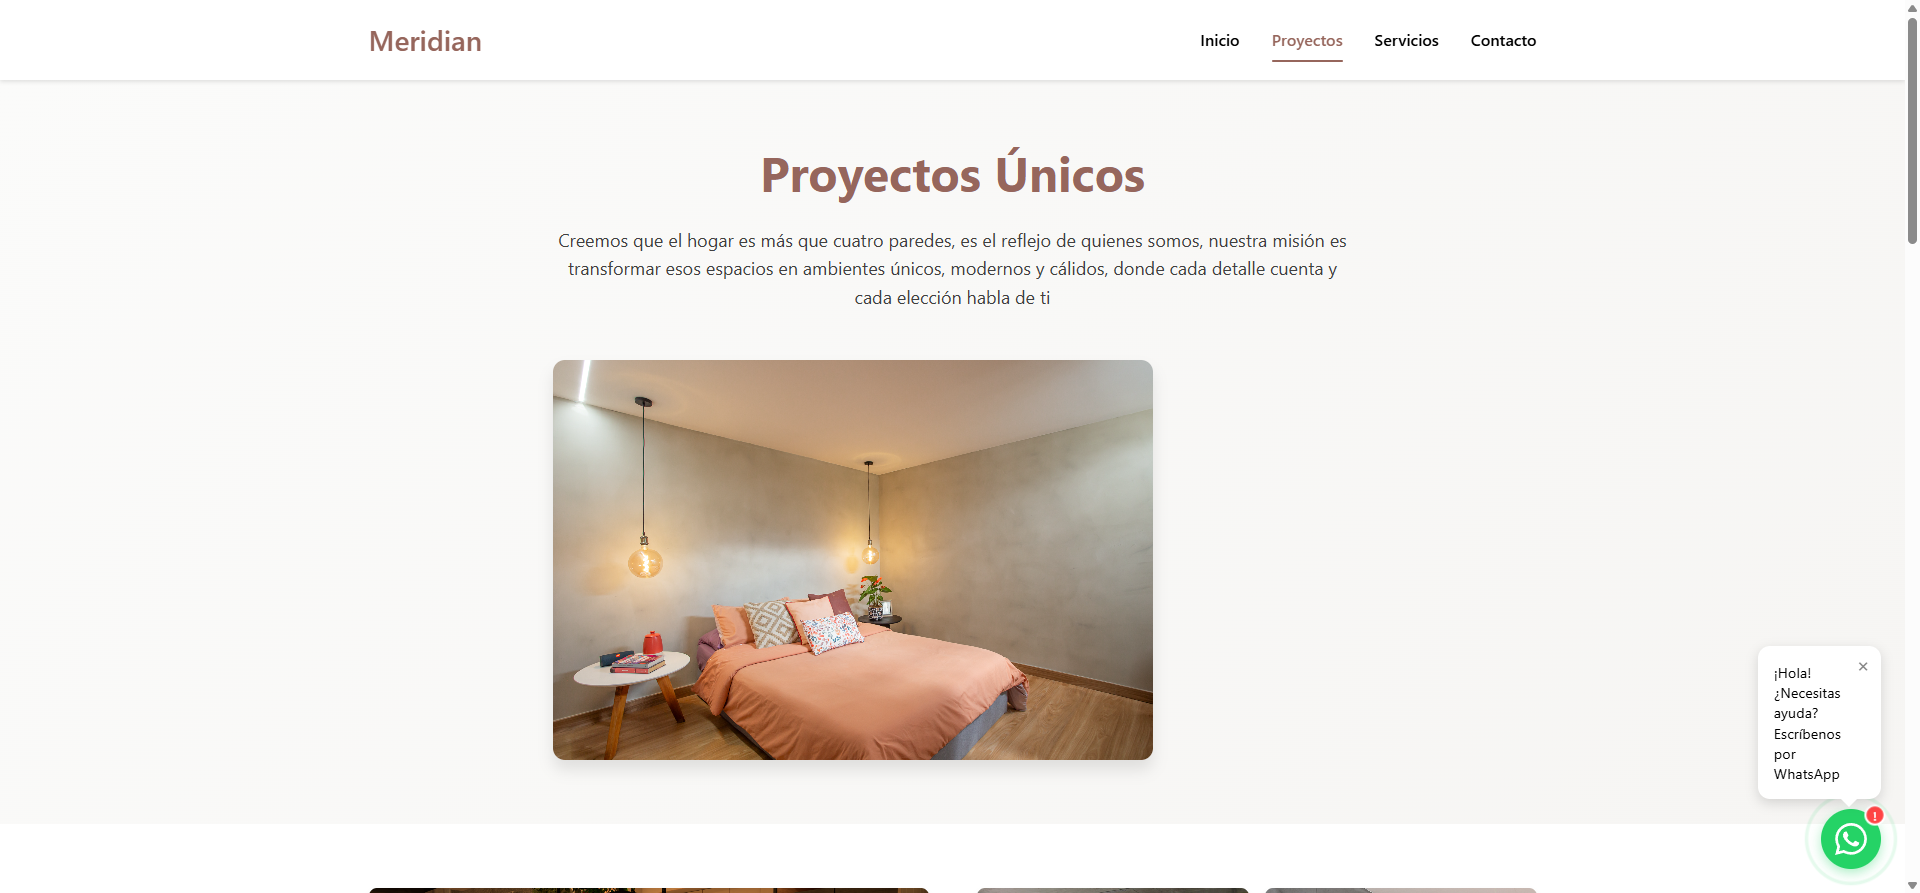 Meridian
Inicio
Proyectos
Servicios
Contacto
Proyectos Únicos
Creemos que el hogar es más que cuatro paredes, es el reflejo de quienes somos, nuestra misión es
transformar esos espacios en ambientes únicos, modernos y cálidos, donde cada detalle cuenta y
cada elección habla de ti
¡Hola!
¿Necesitas
ayuda?
Escríbenos
por
WhatsApp
!